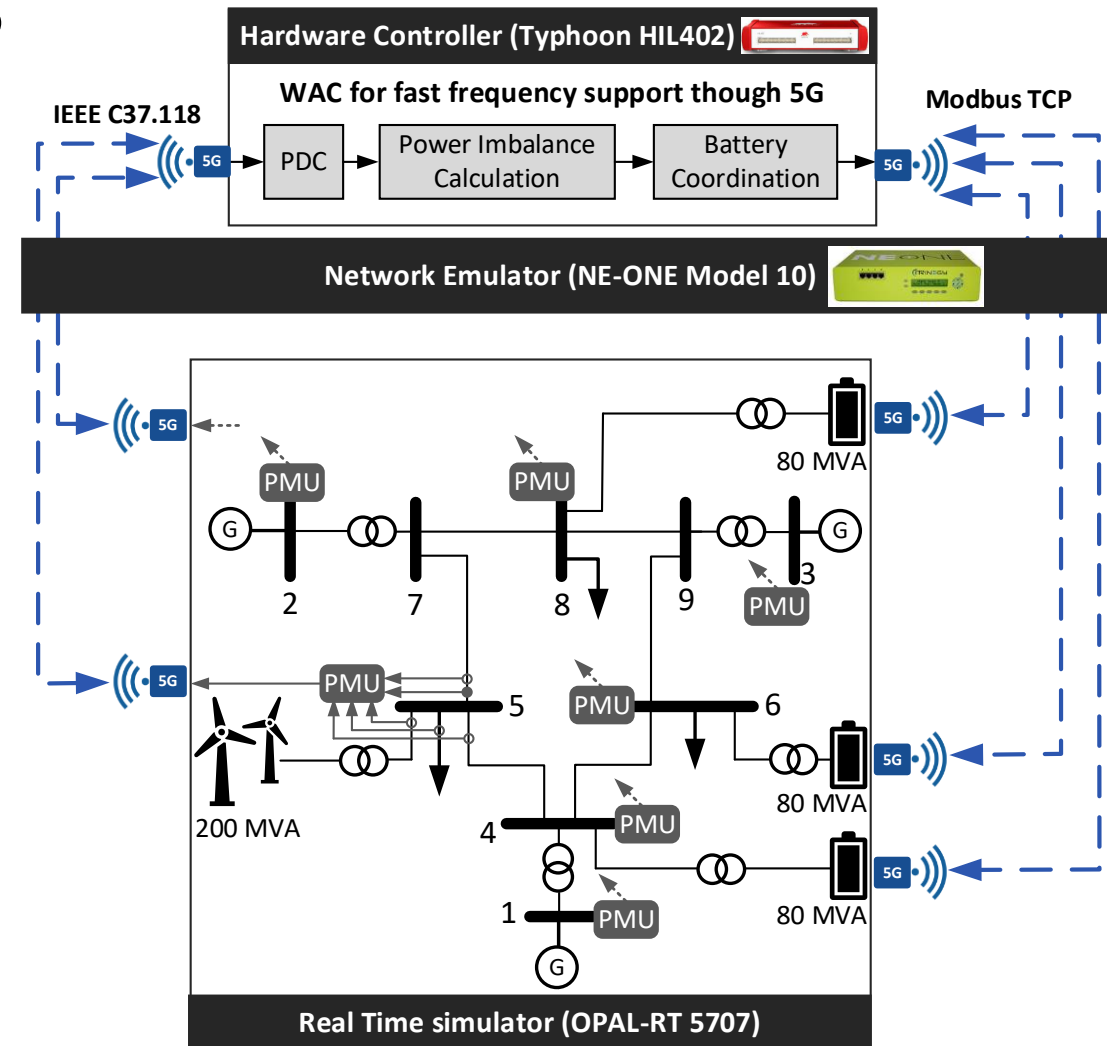 Hardware Controller (Typhoon HIL402)
WAC for fast frequency support though 5G
IEEE C37.118
Modbus TCP
5G
PDC
Power Imbalance
Calculation
Battery
Coordination
5G
Network Emulator (NE-ONE Model 10)
NEONE
5G
5G
80 MVA
PMU
PMU
G
G
2
7
8
9
3
PMU
5G
PMU
5
PMU
6
200 MVA
5G
80 MVA
4
PMU
5G
80 MVA
1
PMU
G
Real Time simulator (OPAL-RT 5707)